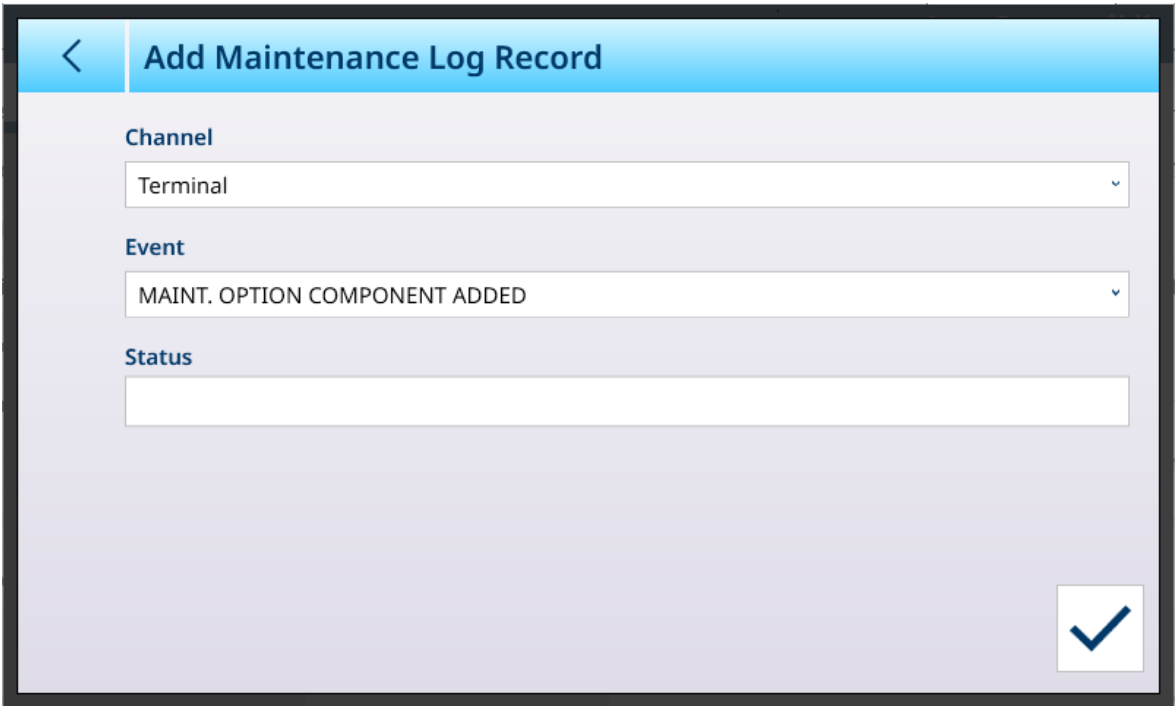 Add Maintenance Log Record
Channel
Terminal
Event
MAINT. OPTION COMPONENT ADDED
Status